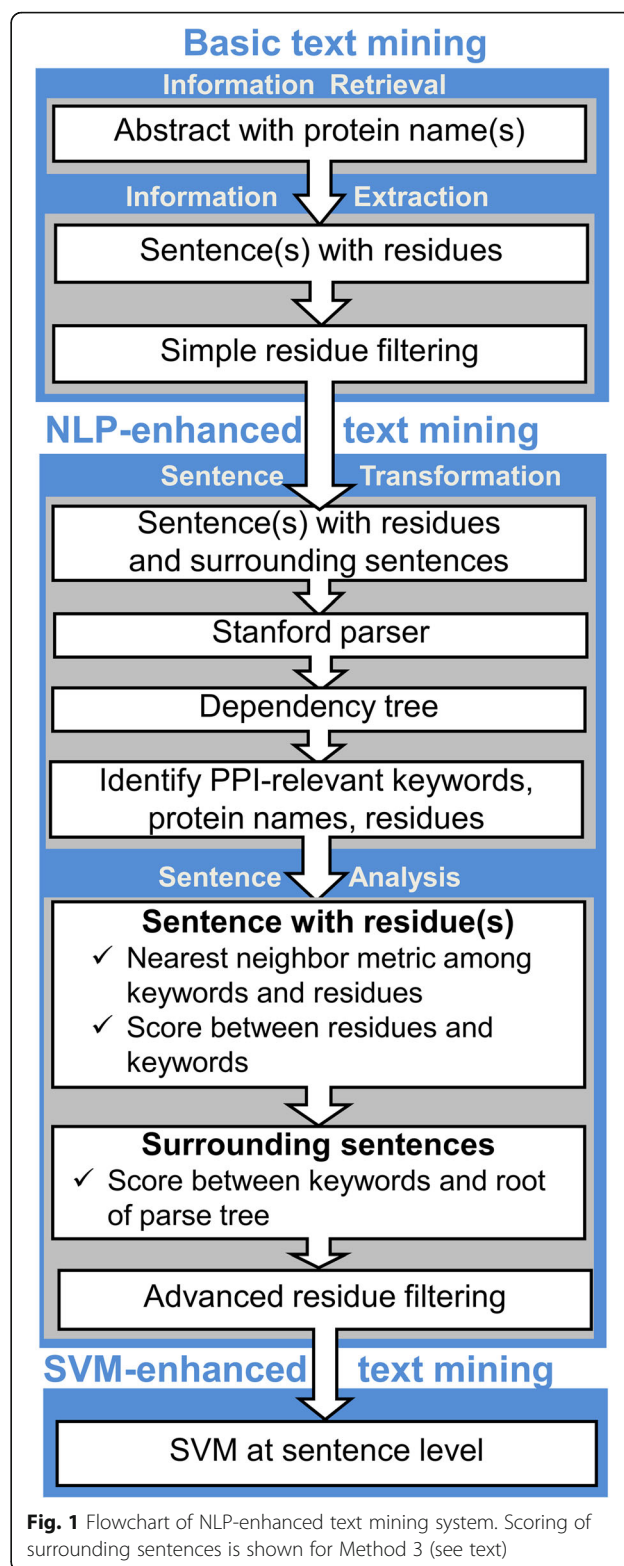 Basic text mining
Information Retrieval
Abstract with protein name(s)
Information Extraction
Sentence(s) with residues
Simple residue filtering
NLP-enhanced text mining
Sentence Transformation
Sentence(s) with residues
and surrounding sentences
Stanford parser
Dependency tree
Identify PPI-relevant keywords,
protein names, residues
Sentence Analysis
Sentence with residue(s)
✓ Nearest neighbor metric among
keywords and residues
✓ Score between residues and
keywords
Surrounding sentences
✓ Score between keywords and root
of parse tree
Advanced residue filtering
SVM-enhanced text mining
SVM at sentence level
Fig. 1 Flowchart of NLP-enhanced text mining system. Scoring of
surrounding sentences is shown for Method 3 (see text)